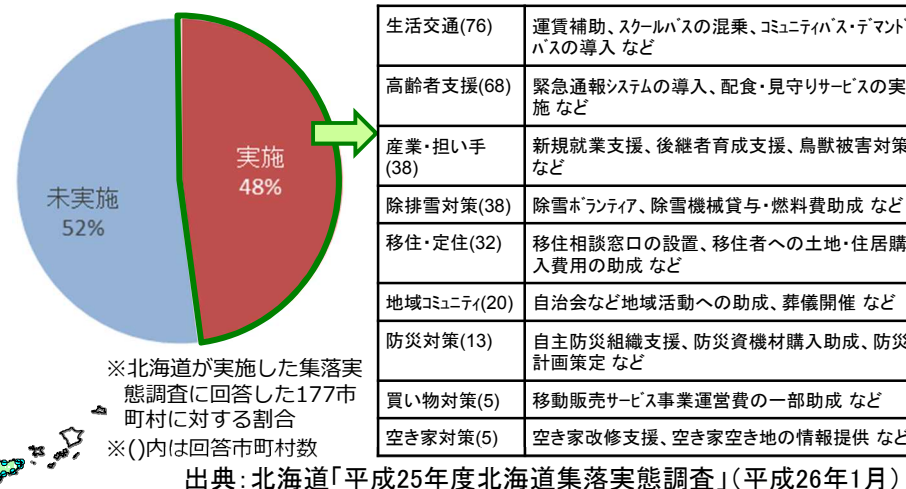 未実施
52%
実施
48%
生活交通(76)
運賃補助、スクールバスの混乗、コミュニティバス・デマンド
バスの導入 など
高齢者支援(68)
緊急通報システムの導入、配食・見守りサービスの実
施 など
産業・担い手
(38)
新規就業支援、後継者育成支援、鳥獣被害対策
など
除排雪対策(38)
除雪ボランティア、除雪機械貸与・燃料費助成 など
移住・定住(32)
移住相談窓口の設置、移住者への土地・住居購
入費用の助成 など
地域コミュニティ(20)
自治会など地域活動への助成、葬儀開催 など
防災対策(13)
自主防災組織支援、防災資機材購入助成、防災
計画策定 など
買い物対策(5)
移動販売サービス事業運営費の一部助成 など
空き家対策(5)
空き家改修支援、空き家空き地の情報提供 など
※北海道が実施した集落実
態調査に回答した177市
町村に対する割合
※()内は回答市町村数
出典:北海道「平成25年度北海道集落実態調査」(平成26年1月)